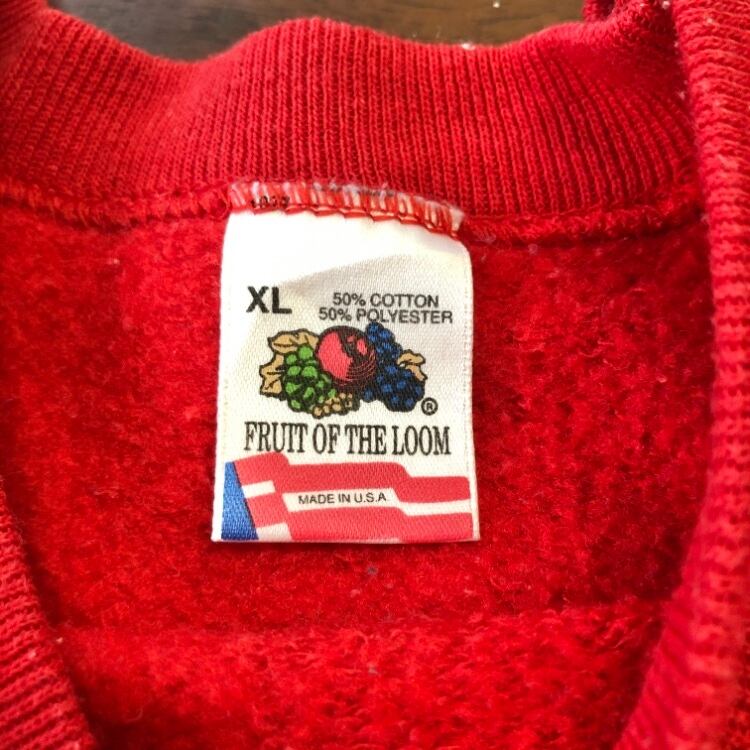 XL
50% COTTON
50% POLYESTER
®
FRUIT OF THE LOOM
MADE IN U.S.A.